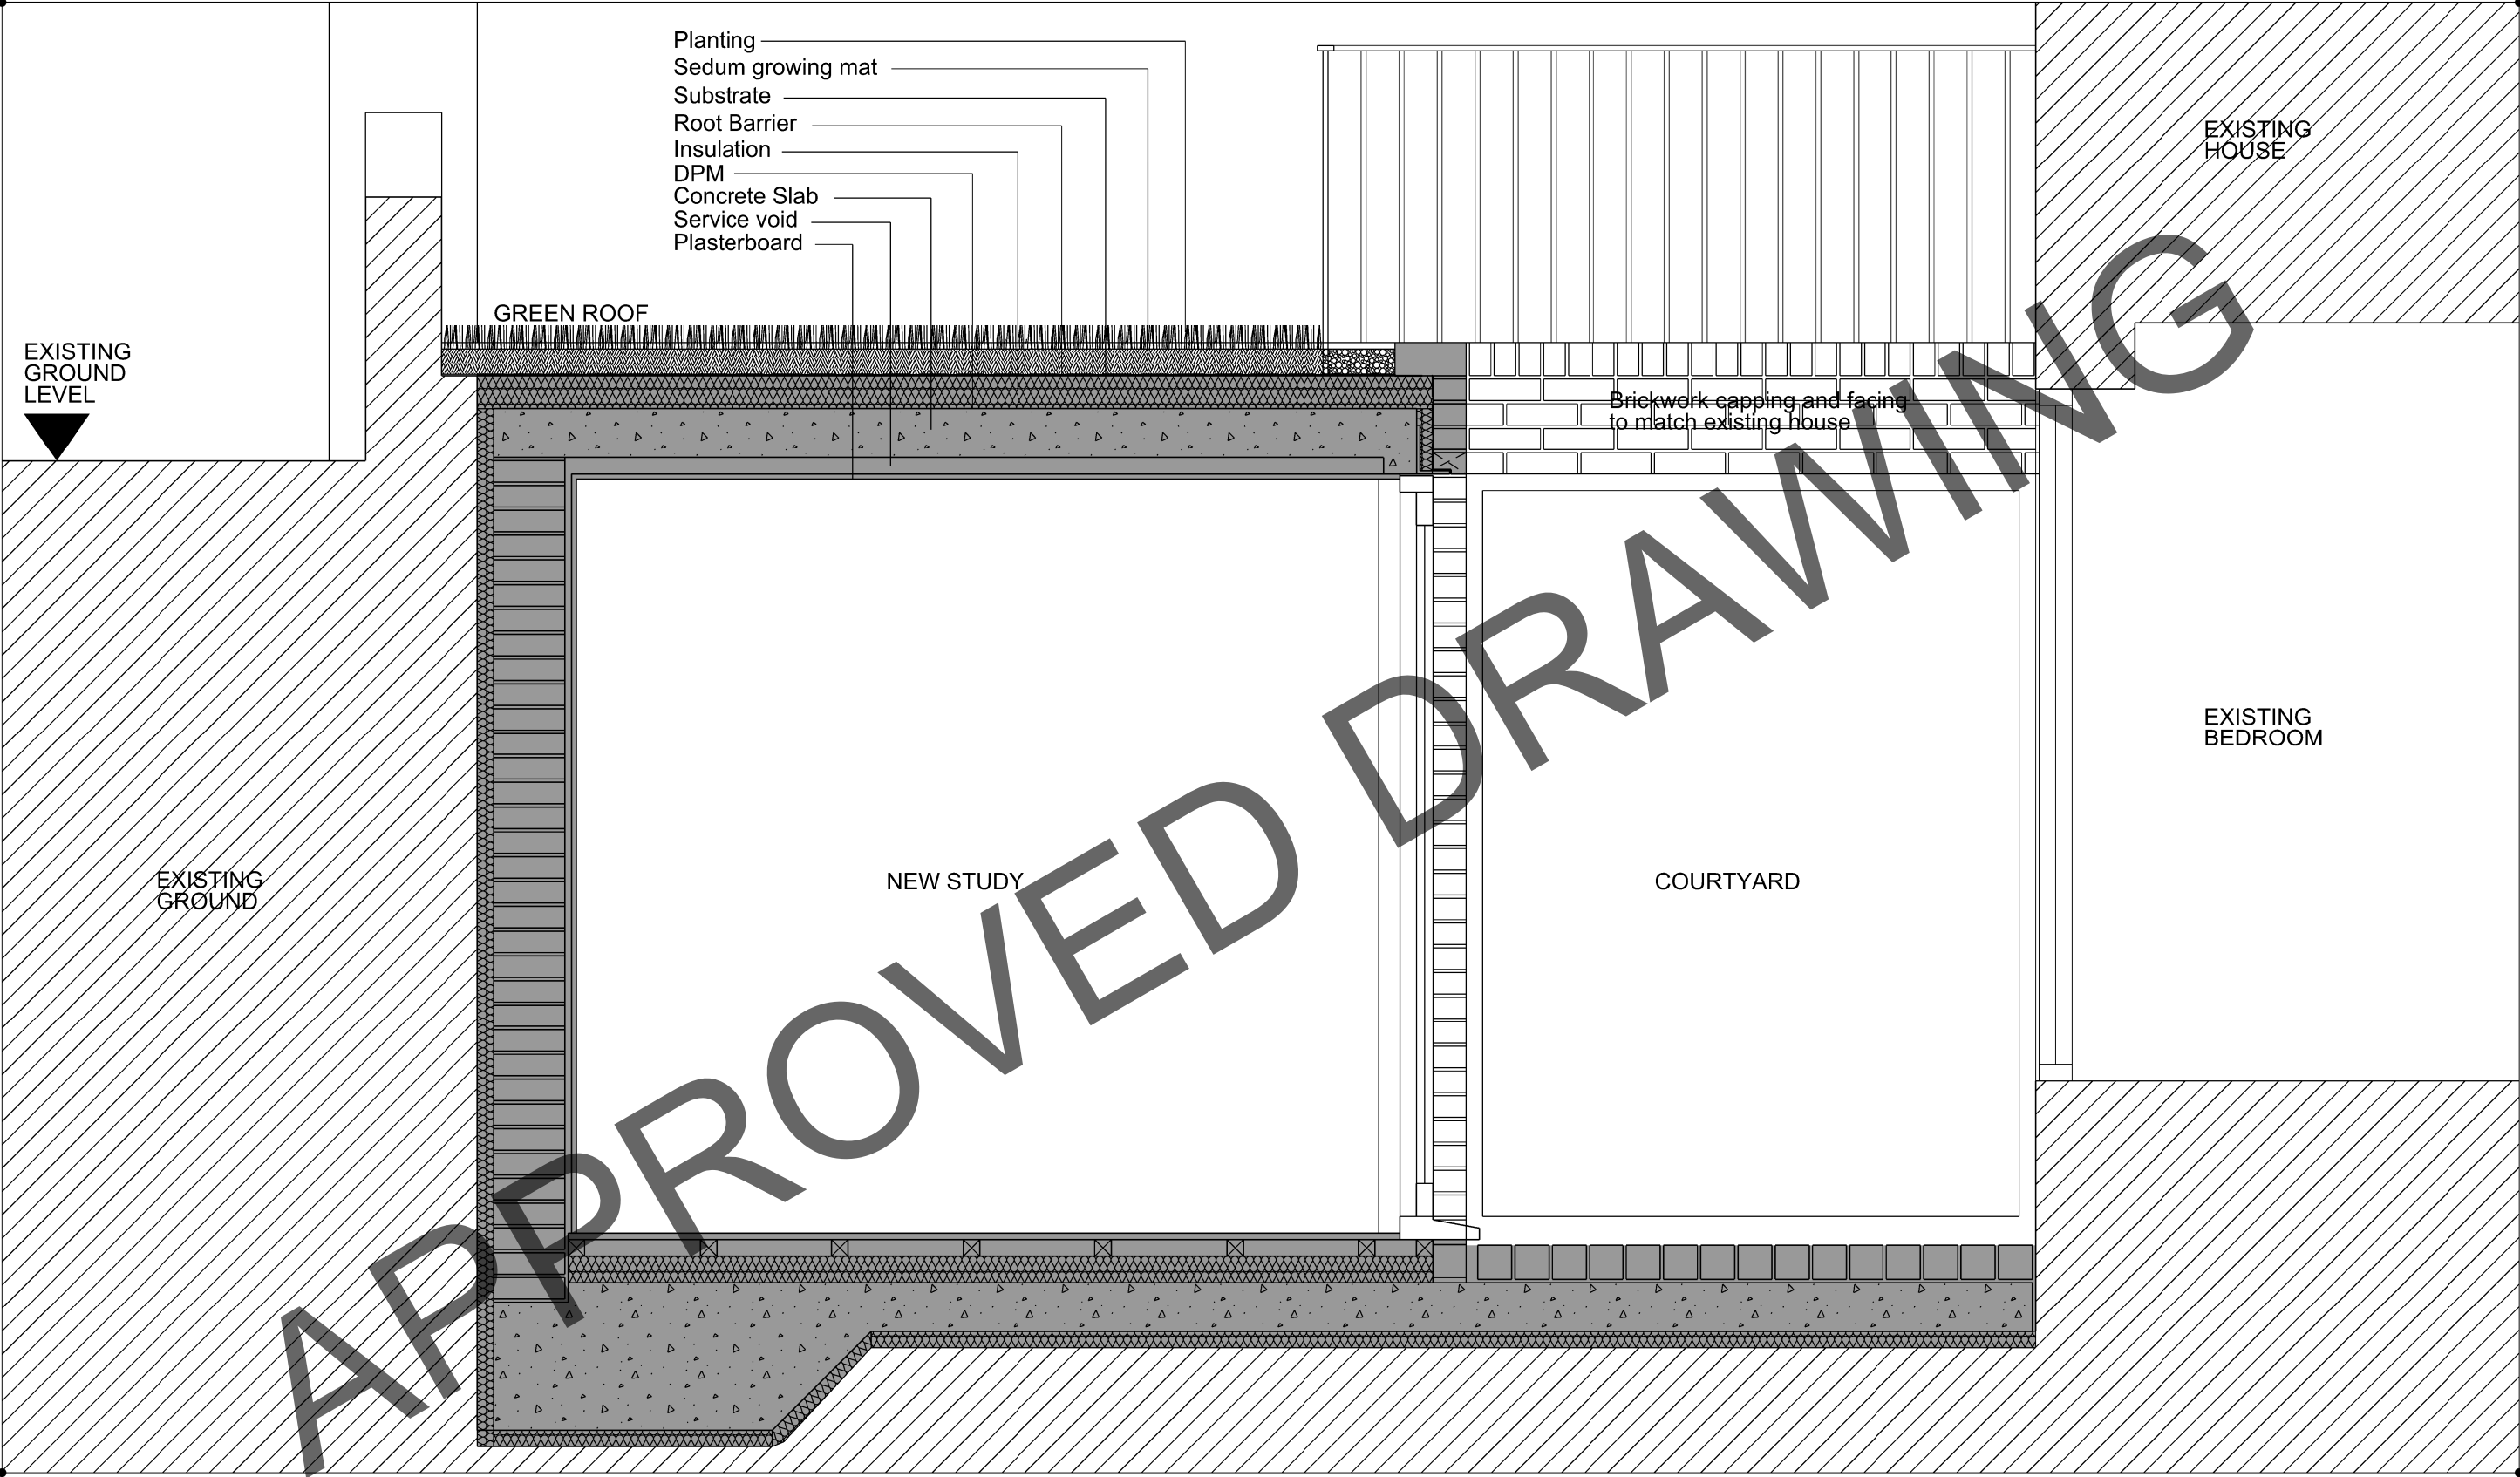 Planting
Sedum growing mat
Substrate
Root Barrier
Insulation
DPM
Concrete Slab
Service void
Plasterboard
EXISTING
HOUSE
GREEN ROOF
EXISTING
GROUND
LEVEL
Brickwork capping and facing
to match existing house
EXISTING
BEDROOM
EXISTING
GROUND
NEW STUDY
COURTYARD
APPROVED DRAWING